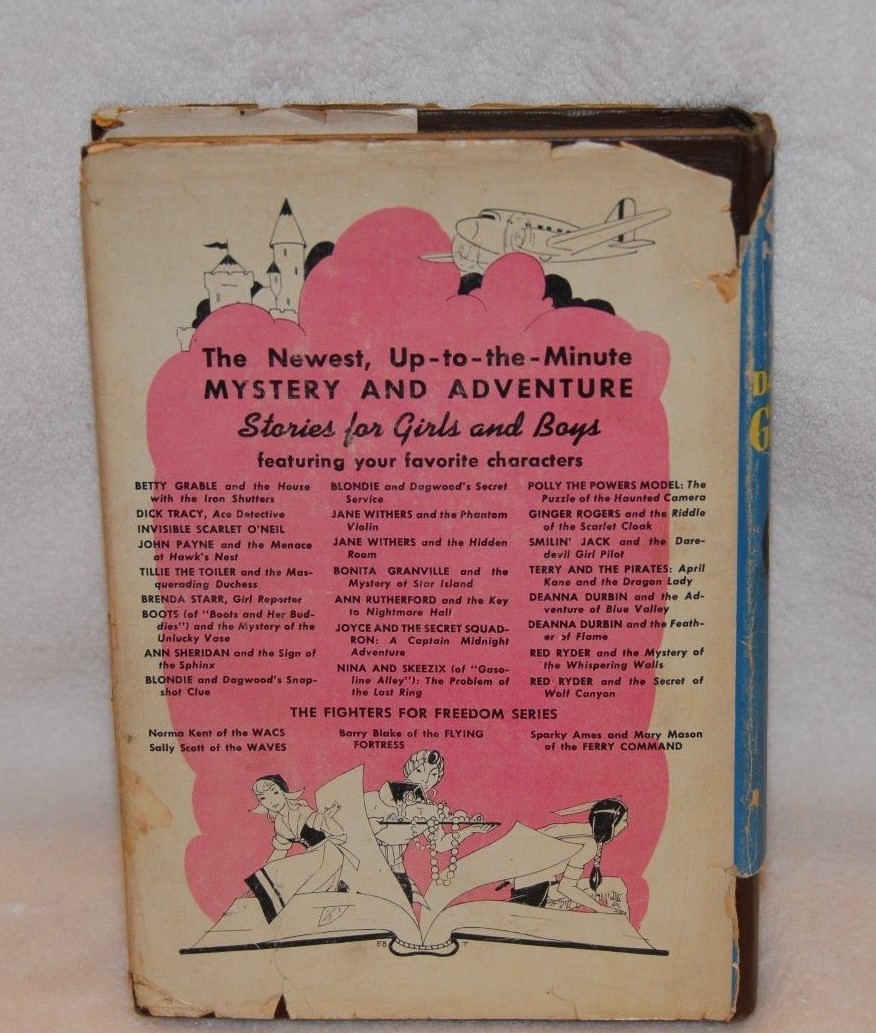 The Newest, Up-to-the-Minute
MYSTERY AND ADVENTURE
Stories for Girls and Boys
featuring your favorite characters
BETTY GRABLE and the House
with the Iron Shutters
DICK TRACY, Ace Detective
INVISIBLE SCARLET O'NEIL
JOHN PAYNE and the Menace
at Hawk's Nest
TILLIE THE TOILER and the Mas-
querading Duchess
BRENDA STARR, Girl Reporter
BOOTS (of "Boots and Her Bud-
dies") and the Mystery of the
Unlucky Vase
ANN SHERIDAN and the Sign of
the Sphinx
BLONDIE and Dagwood's Snap-
shot Clue
BLONDIE and Dagwood's Secret
Service
JANE WITHERS and the Phantom
Violin
JANE WITHERS and the Hidden
Room
BONITA GRANVILLE and the
Mystery of Star Island
ANN RUTHERFORD and the Key
to Nightmare Hall
JOYCE AND THE SECRET SQUAD-
RON: A Captain Midnight
Adventure
NINA AND SKEEZIX (of "Gaso-
line Alley"): The Problem of
the Lost Ring
POLLY THE POWERS MODEL: The
Puzzle of the Haunted Camera
GINGER ROGERS and the Riddle
of the Scarlet Cloak
SMILIN' JACK and the Dare-
devil Girl Pilot
TERRY AND THE PIRATES: April
Kane and the Dragon Lady
DEANNA DURBIN and the Ad-
venture of Blue Valley
DEANNA DURBIN and the Feath-
er of Flame
RED RYDER and the Mystery of
the Whispering Walls
RED RYDER and the Secret of
Wolf Canyon
THE FIGHTERS FOR FREEDOM SERIES
Norma Kent of the WACS
Sally Scott of the WAVES
Barry Blake of the FLYING
FORTRESS
Sparky Ames and Mary Mason
of the FERRY COMMAND